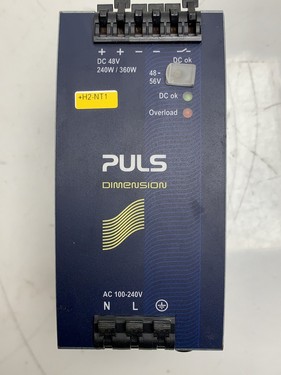 + + − −
DC 48V
240W / 360W
DC ok
48 -
56V
+H2-NT1
DC ok
Overload
PULS
DIMENSION
AC 100-240V
N L